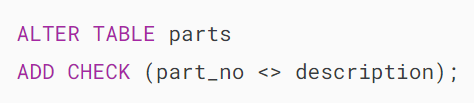 ALTER TABLE parts
ADD CHECK (part_no <> description);